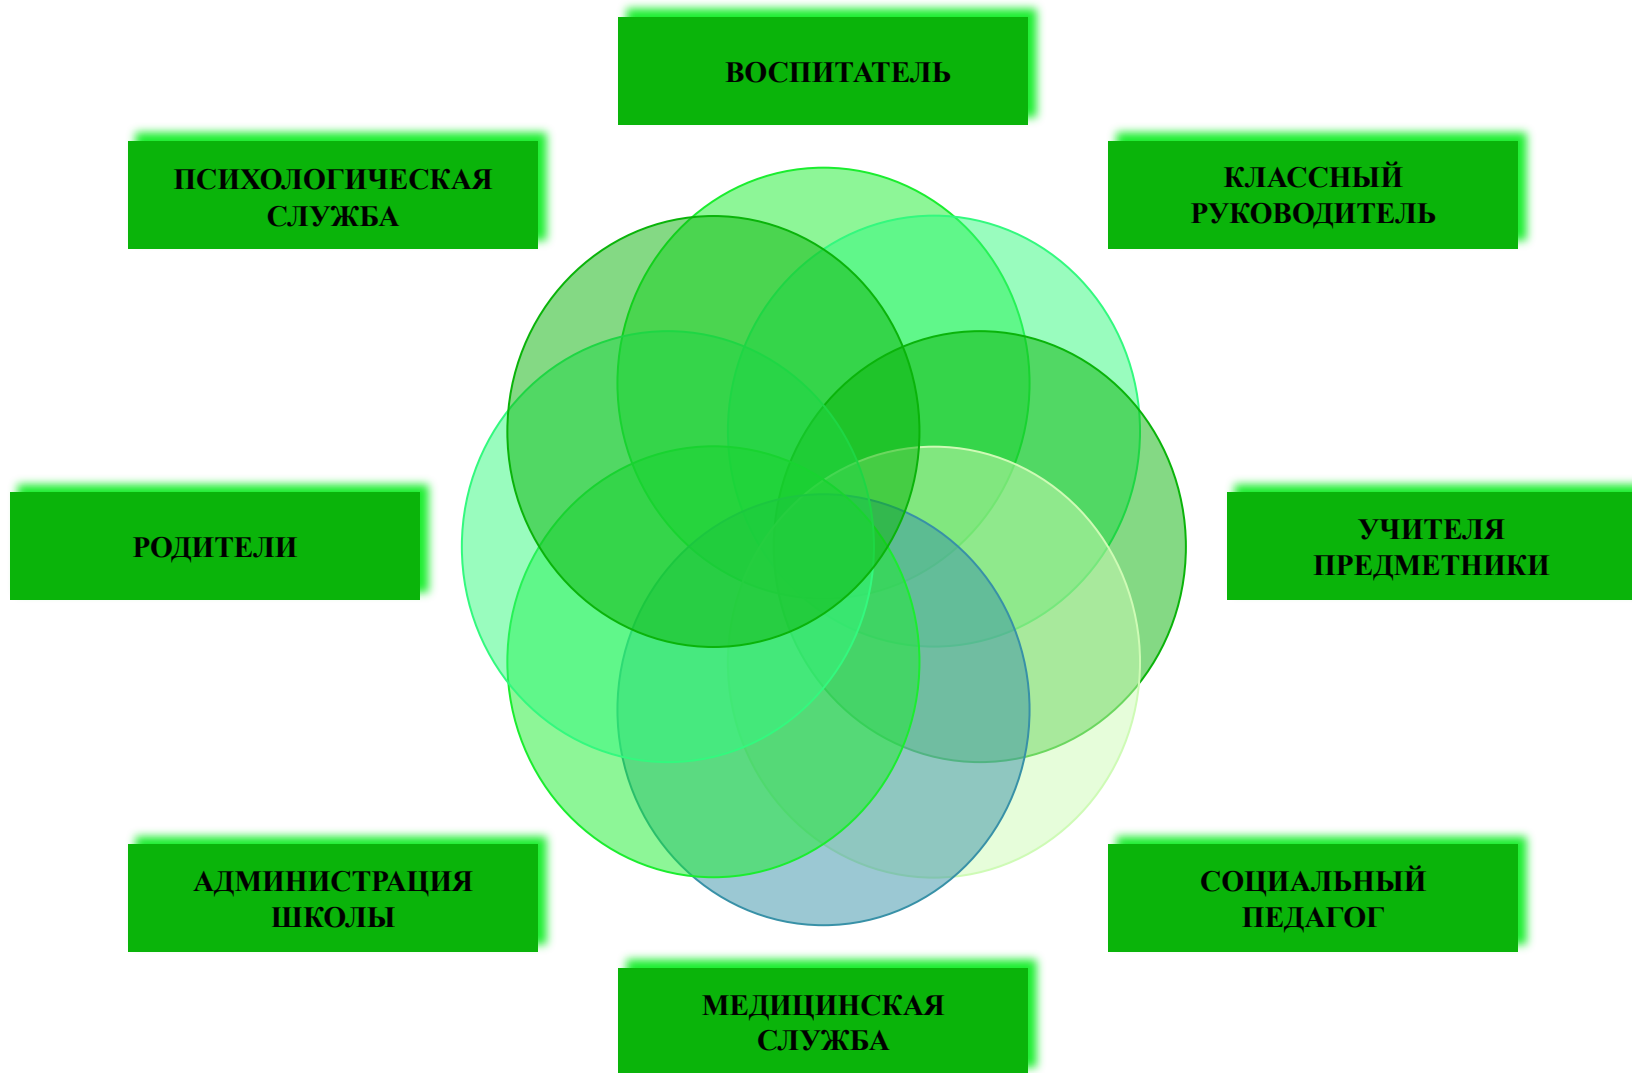 ВОСПИТАТЕЛЬ
ПСИХОЛОГИЧЕСКАЯ
СЛУЖБА
КЛАССНЫЙ
РУКОВОДИТЕЛЬ
РОДИТЕЛИ
УЧИТЕЛЯ
ПРЕДМЕТНИКИ
АДМИНИСТРАЦИЯ
ШКОЛЫ
СОЦИАЛЬНЫЙ
ПЕДАГОГ
МЕДИЦИНСКАЯ
СЛУЖБА